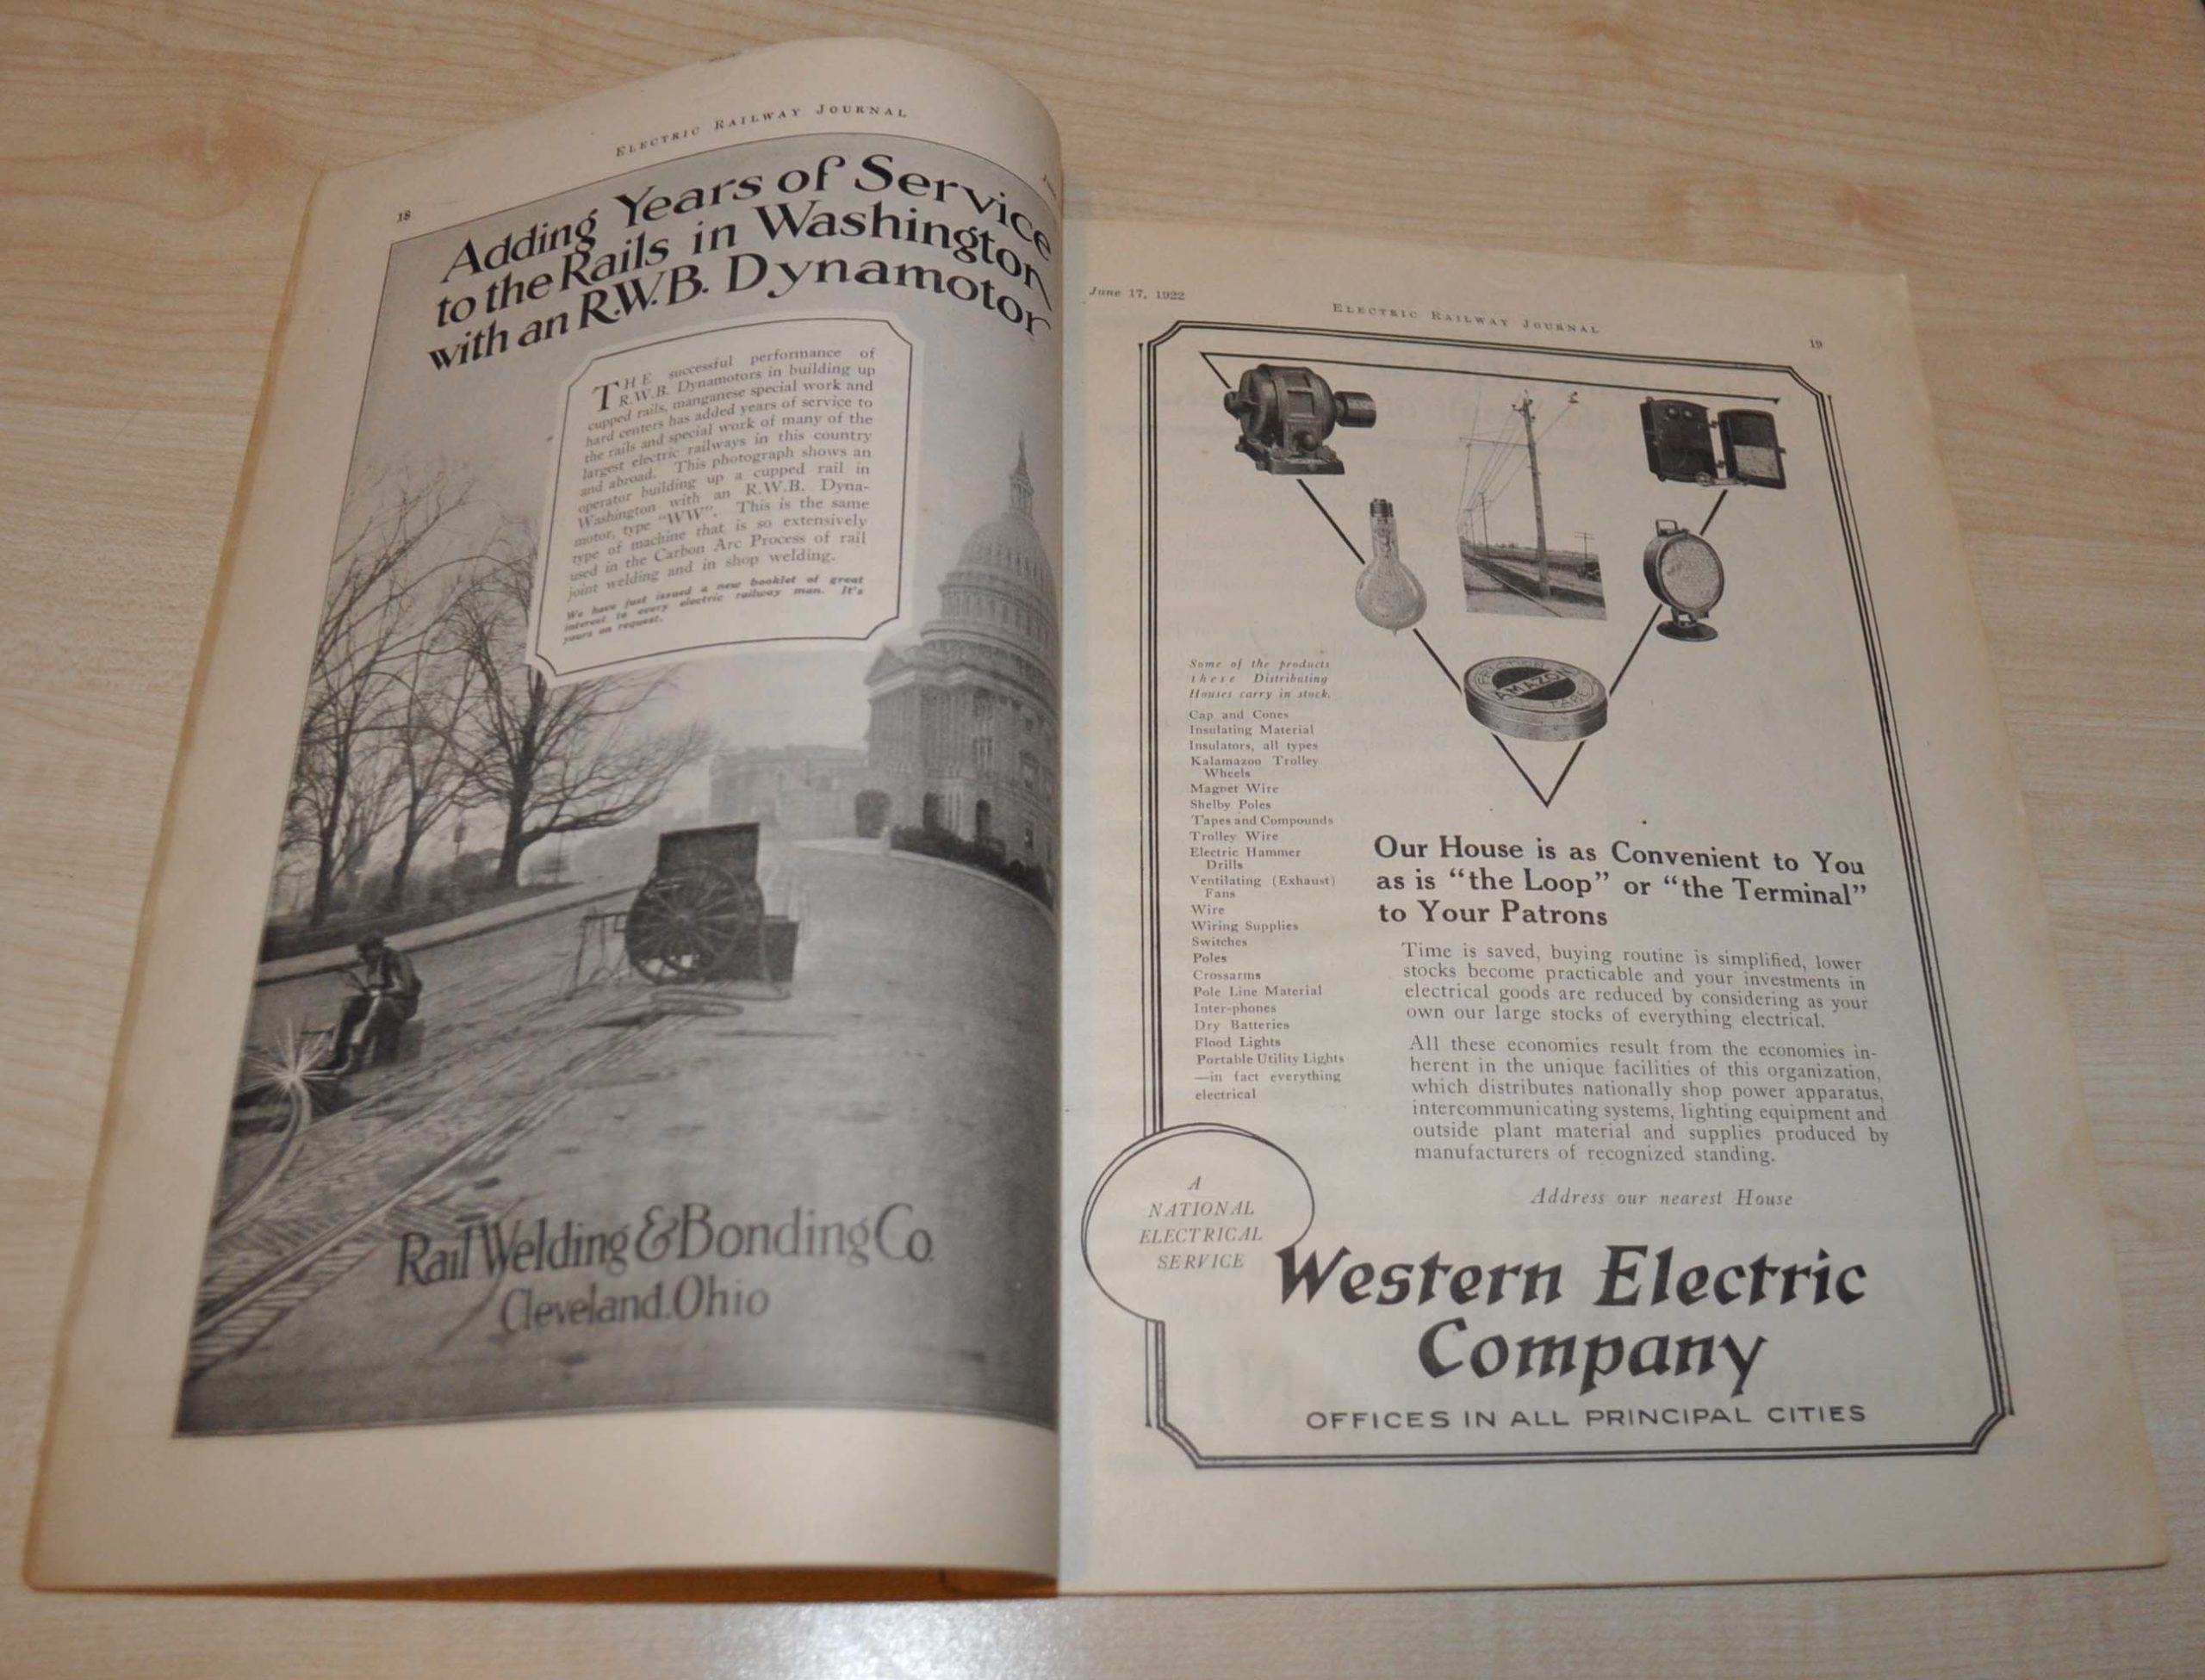 ELECTRIC RAILWAY JOURNAL
18
Adding Years of Service
to the Rails in Washington
with an R.W.B. Dynamotor
THE successful performance of
R.W.B. Dynamotors in building up
cupped rails, manganese special work and
hard centers has added years of service to
the rails and special work of many of the
largest electric railways in this country
and abroad. This photograph shows an
operator building up a cupped rail in
Washington with an R.W.B. Dyna-
motor, type "WW". This is the same
type of machine that is so extensively
used in the Carbon Arc Process of rail
joint welding and in shop welding.
We have just issued a new booklet of great
interest to every electric railway man. It's
yours on request.
Rail Welding & Bonding Co.
Cleveland.Ohio
June 17, 1922
ELECTRIC RAILWAY JOURNAL
19
FRICTION
AMAZON
TAPE
Some of the products
these Distributing
Houses carry in stock.
Cap and Cones
Insulating Material
Insulators, all types
Kalamazoo Trolley
Wheels
Magnet Wire
Shelby Poles
Tapes and Compounds
Trolley Wire
Electric Hammer
Drills
Ventilating (Exhaust)
Fans
Wire
Wiring Supplies
Switches
Poles
Crossarms
Pole Line Material
Inter-phones
Dry Batteries
Flood Lights
Portable Utility Lights
—in fact everything
electrical
Our House is as Convenient to You
as is "the Loop" or "the Terminal"
to Your Patrons
Time is saved, buying routine is simplified, lower
stocks become practicable and your investments in
electrical goods are reduced by considering as your
own our large stocks of everything electrical.
All these economies result from the economies in-
herent in the unique facilities of this organization,
which distributes nationally shop power apparatus,
intercommunicating systems, lighting equipment and
outside plant material and supplies produced by
manufacturers of recognized standing.
Address our nearest House
A
NATIONAL
ELECTRICAL
SERVICE
Western Electric
Company
OFFICES IN ALL PRINCIPAL CITIES